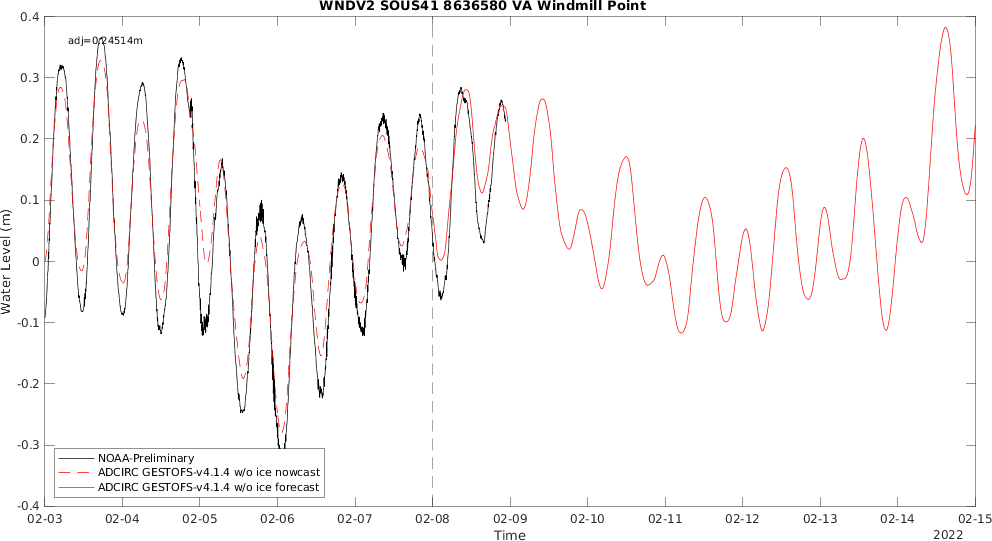 WNDV2 SOUS41 8636580 VA Windmill Point
adj=0.24514m
0.4
0.3
0.2
0.1
0
-0.1
-0.2
-0.3
-0.4
Water Level (m)
NOAA-Preliminary
ADCIRC GESTOFS-v4.1.4 w/o ice nowcast
ADCIRC GESTOFS-v4.1.4 w/o ice forecast
02-03 02-04 02-05 02-06 02-07 02-08 02-09 02-10 02-11 02-12 02-13 02-14 02-15
Time
2022